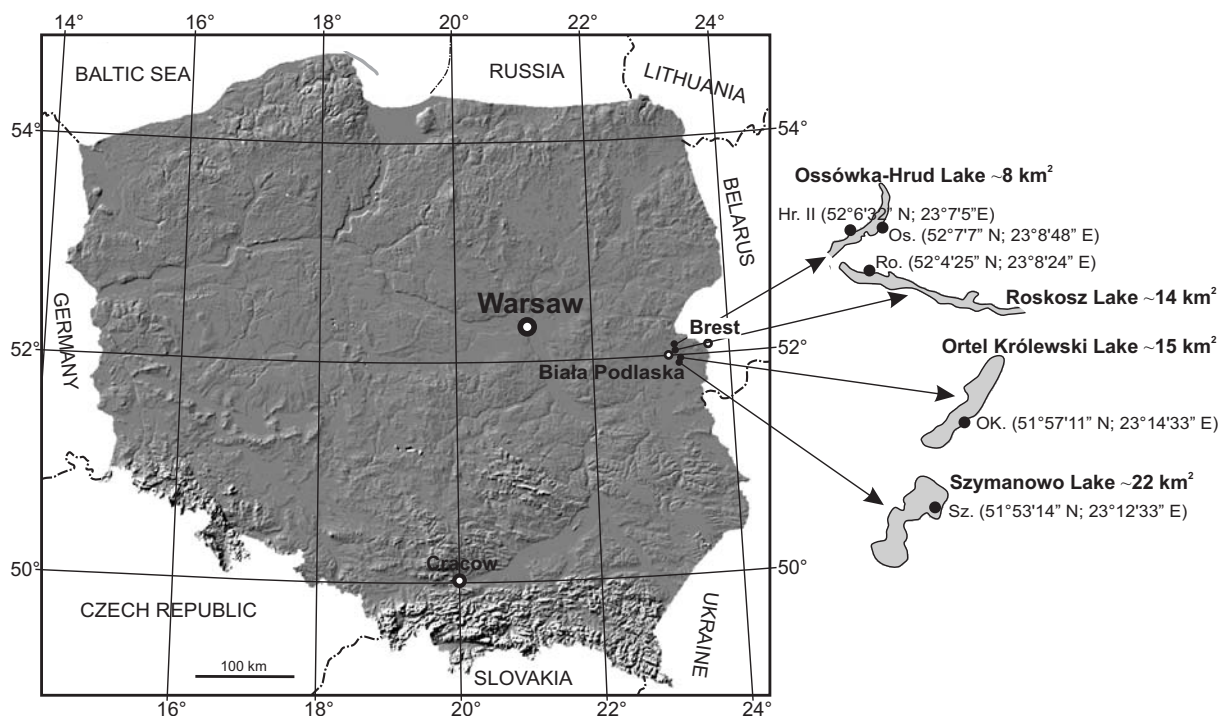 14°
16°
18°
20°
22°
24°
BALTIC SEA
RUSSIA
LITHUANIA
54°
54°
BELARUS
Ossówka-Hrud Lake ~8 km²
Hr. II (52°6'32” N; 23°7'5”E)
Os. (52°7'7” N; 23°8'48” E)
Ro. (52°4'25” N; 23°8'24” E)
Roskosz Lake ~14 km²
GERMANY
Warsaw
Brest
52°
52°
Biała Podlaska
Ortel Królewski Lake ~15 km²
OK. (51°57'11” N; 23°14'33” E)
Szymanowo Lake ~22 km²
Sz. (51°53'14” N; 23°12'33” E)
50°
50°
Cracow
CZECH REPUBLIC
UKRAINE
100 km
SLOVAKIA
16°
18°
20°
22°
24°